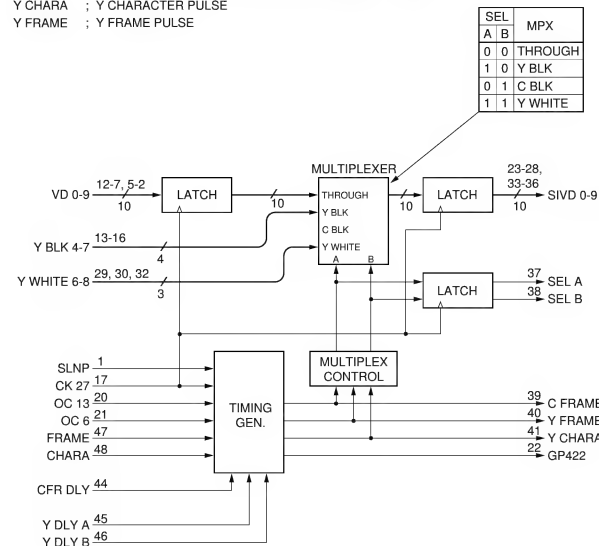 Y CHARA ; Y CHARACTER PULSE
Y FRAME ; Y FRAME PULSE
SEL MPX
A B
0 0 THROUGH
1 0 Y BLK
0 1 C BLK
1 1 Y WHITE
MULTIPLEXER
VD 0-9 12-7, 5-2 10
LATCH
10
THROUGH
Y BLK
C BLK
Y WHITE
A B
10
LATCH
23-28,
33-36
10
SIVD 0-9
Y BLK 4-7 13-16 4
Y WHITE 6-8 29, 30, 32 3
LATCH
37 SEL A
38 SEL B
MULTIPLEX
CONTROL
SLNP 1
CK 27 17
OC 13 20
OC 6 21
FRAME 47
CHARA 48
TIMING
GEN.
39 C FRAME
40 Y FRAME
41 Y CHARA
22 GP422
CFR DLY 44
Y DLY A 45
Y DLY B 46